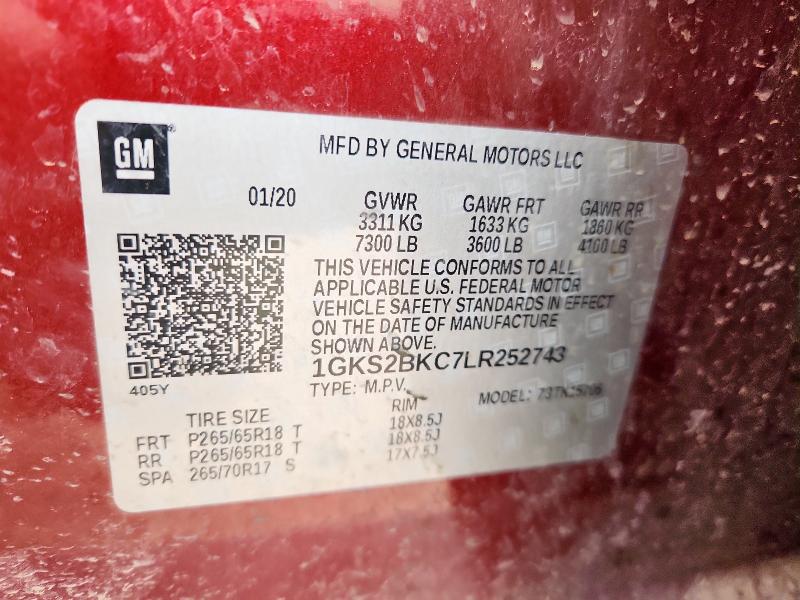 GM
MFD BY GENERAL MOTORS LLC
01/20 GVWR GAWR FRT GAWR RR
3311 KG 1633 KG 1860 KG
7300 LB 3600 LB 4100 LB
THIS VEHICLE CONFORMS TO ALL
APPLICABLE U.S. FEDERAL MOTOR
VEHICLE SAFETY STANDARDS IN EFFECT
ON THE DATE OF MANUFACTURE
SHOWN ABOVE.
1GKS2BKC7LR252743
405Y
TYPE: M.P.V. MODEL:
TIRE SIZE RIM
FRT P265/65R18 T 18X8.5J
RR P265/65R18 T 18X8.5J
SPA 265/70R17 S 17X7.5J